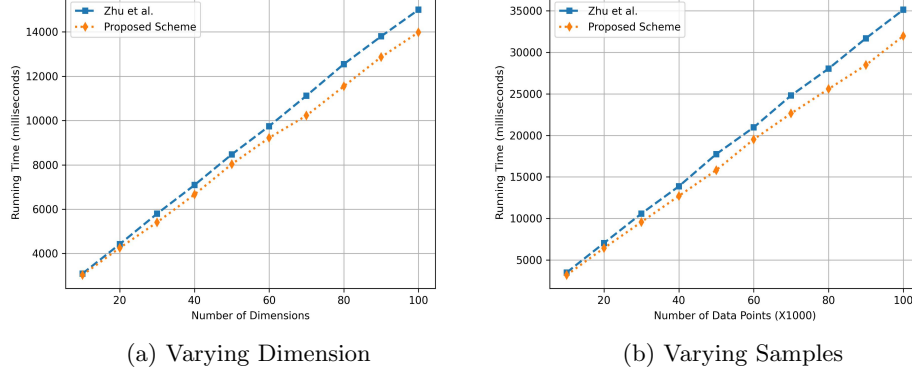 Zhu et al.
Proposed Scheme
14000
12000
10000
8000
6000
4000
Running Time (milliseconds)
20 40 60 80 100
Number of Dimensions
(a) Varying Dimension
Zhu et al.
Proposed Scheme
35000
30000
25000
20000
15000
10000
5000
Running Time (milliseconds)
20 40 60 80 100
Number of Data Points (X1000)
(b) Varying Samples